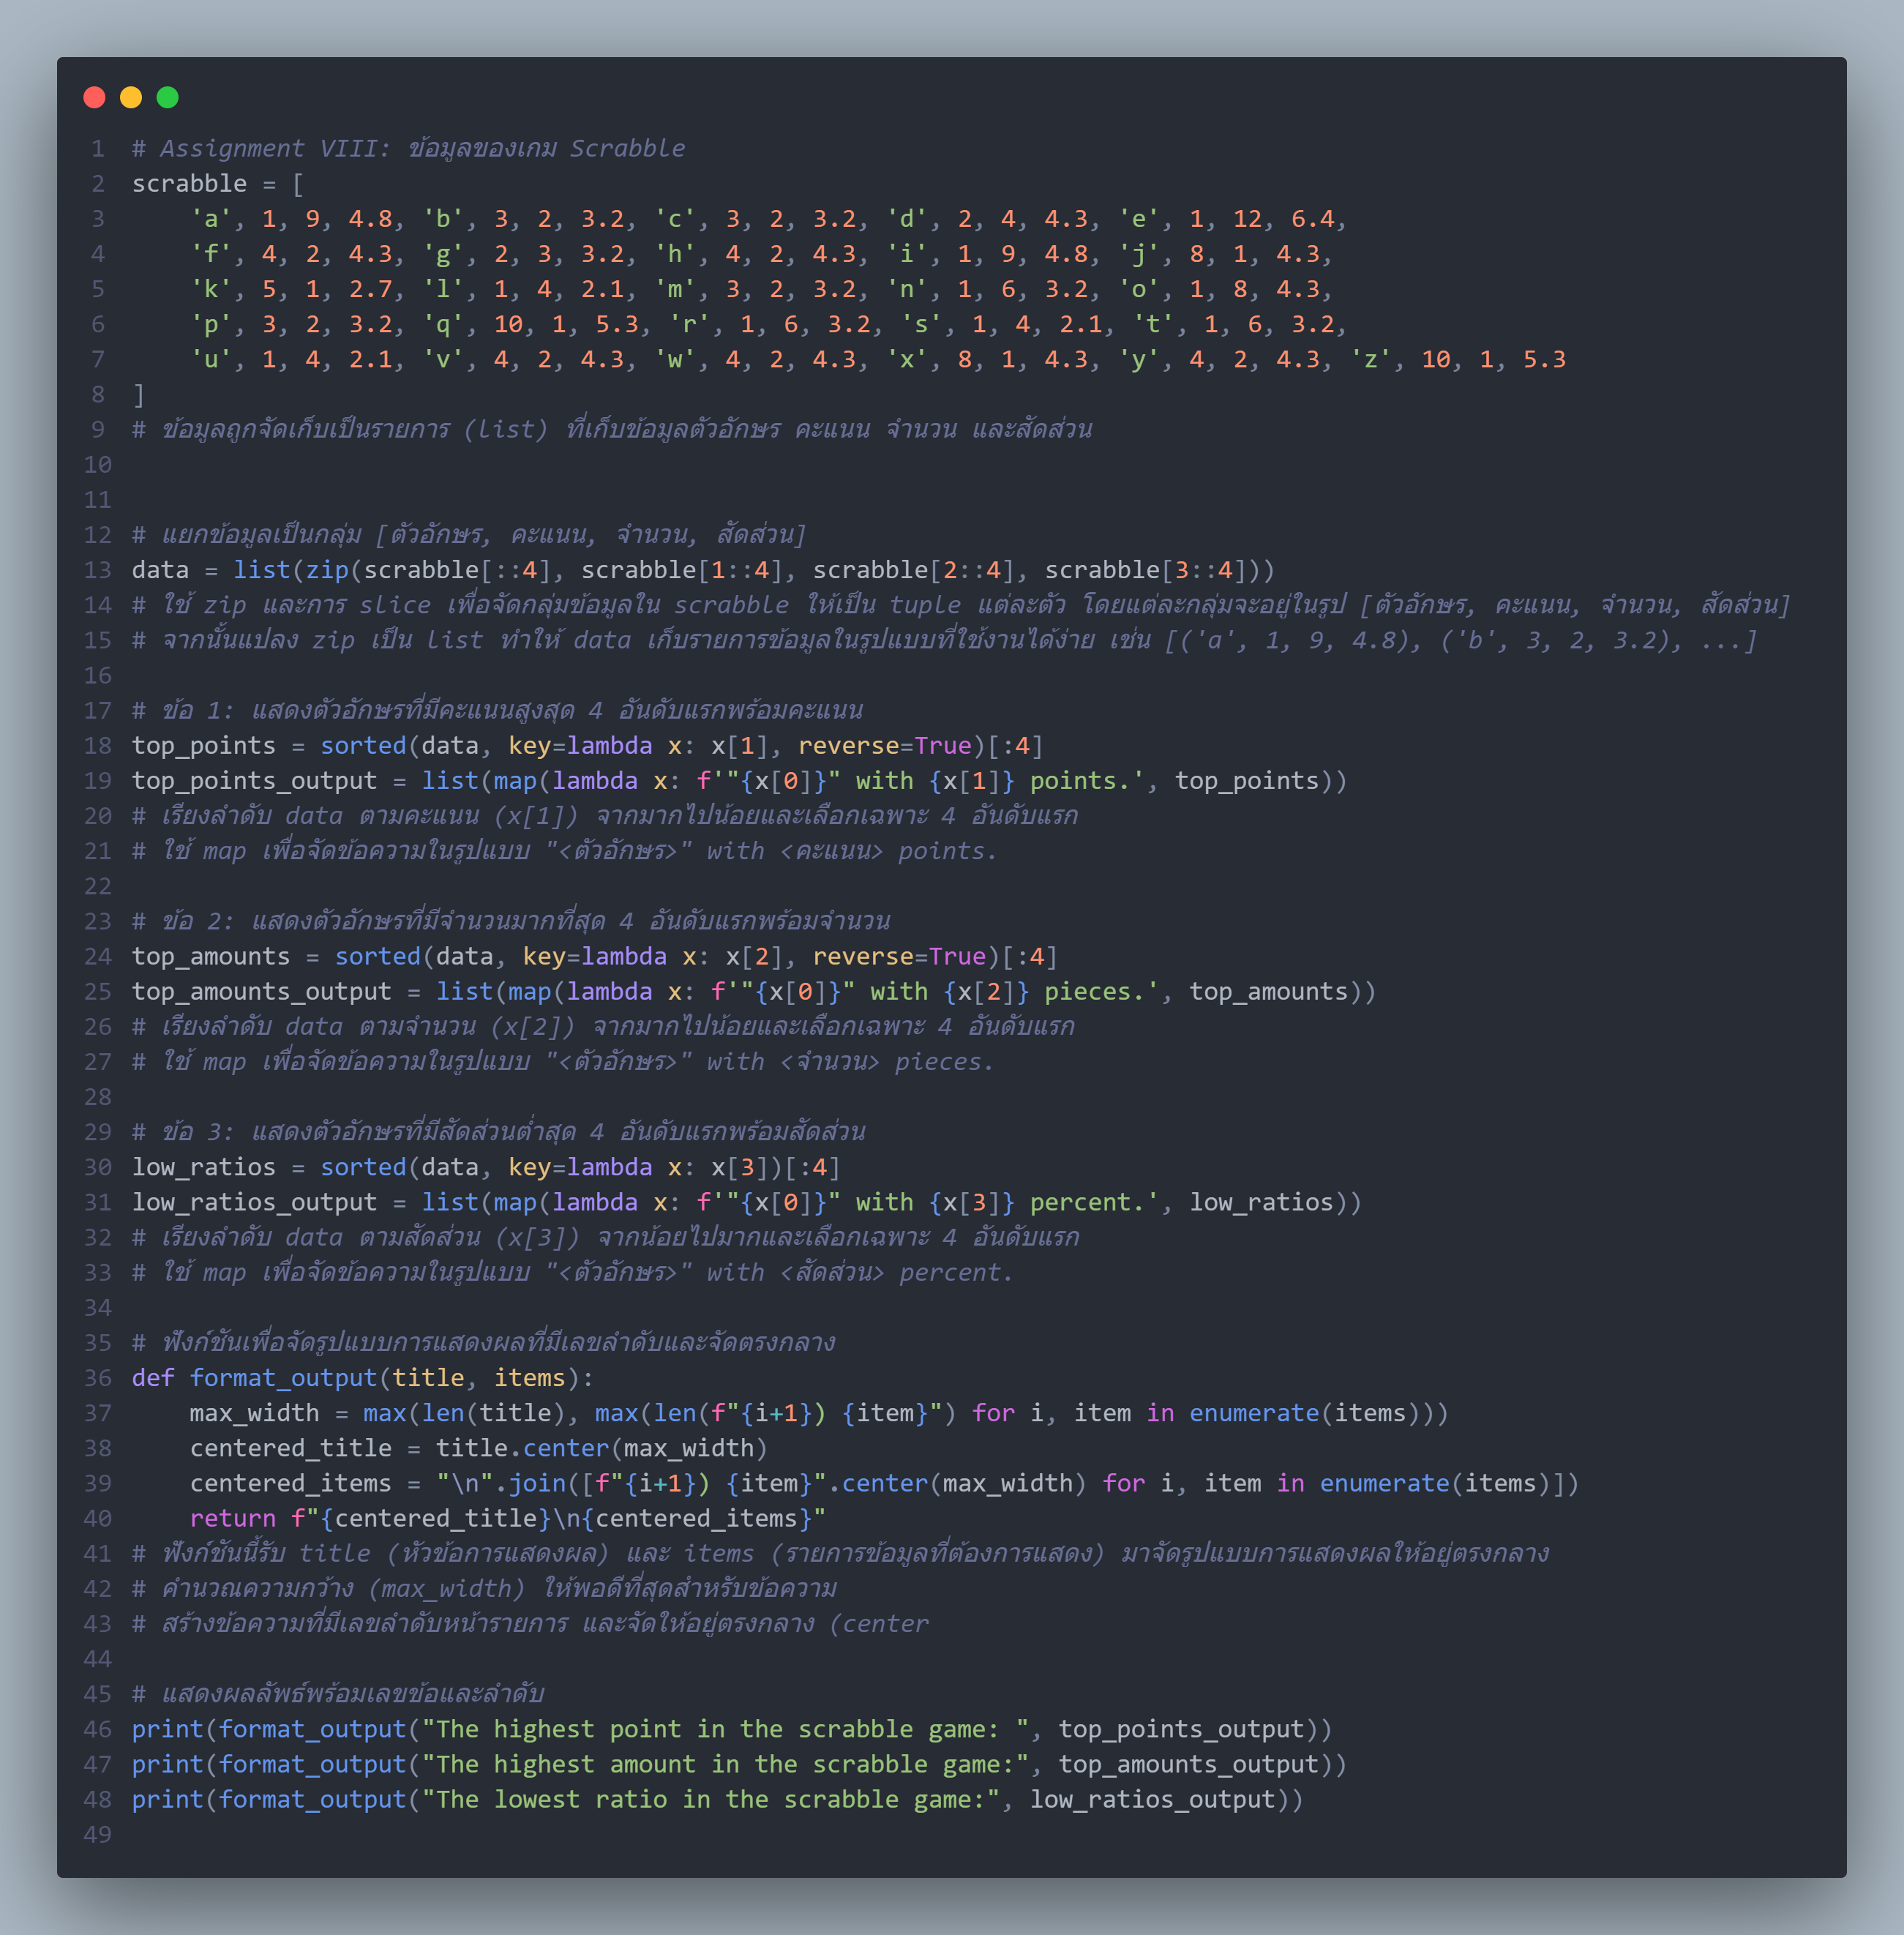 1 # Assignment VIII: ข้อมูลของเกม Scrabble
2 scrabble = [
3     'a', 1, 9, 4.8, 'b', 3, 2, 3.2, 'c', 3, 2, 3.2, 'd', 2, 4, 4.3, 'e', 1, 12, 6.4,
4     'f', 4, 2, 4.3, 'g', 2, 3, 3.2, 'h', 4, 2, 4.3, 'i', 1, 9, 4.8, 'j', 8, 1, 4.3,
5     'k', 5, 1, 2.7, 'l', 1, 4, 2.1, 'm', 3, 2, 3.2, 'n', 1, 6, 3.2, 'o', 1, 8, 4.3,
6     'p', 3, 2, 3.2, 'q', 10, 1, 5.3, 'r', 1, 6, 3.2, 's', 1, 4, 2.1, 't', 1, 6, 3.2,
7     'u', 1, 4, 2.1, 'v', 4, 2, 4.3, 'w', 4, 2, 4.3, 'x', 8, 1, 4.3, 'y', 4, 2, 4.3, 'z', 10, 1, 5.3
8 ]
9 # ข้อมูลถูกจัดเก็บเป็นรายการ (list) ที่เก็บข้อมูลตัวอักษร คะแนน จำนวน และสัดส่วน
10
11
12 # แยกข้อมูลเป็นกลุ่ม [ตัวอักษร, คะแนน, จำนวน, สัดส่วน]
13 data = list(zip(scrabble[::4], scrabble[1::4], scrabble[2::4], scrabble[3::4]))
14 # ใช้ zip และการ slice เพื่อจัดกลุ่มข้อมูลใน scrabble ให้เป็น tuple แต่ละตัว โดยแต่ละกลุ่มจะอยู่ในรูป [ตัวอักษร, คะแนน, จำนวน, สัดส่วน]
15 # จากนั้นแปลง zip เป็น list ทำให้ data เก็บรายการข้อมูลในรูปแบบที่ใช้งานได้ง่าย เช่น [('a', 1, 9, 4.8), ('b', 3, 2, 3.2), ...]
16
17 # ข้อ 1: แสดงตัวอักษรที่มีคะแนนสูงสุด 4 อันดับแรกพร้อมคะแนน
18 top_points = sorted(data, key=lambda x: x[1], reverse=True)[:4]
19 top_points_output = list(map(lambda x: f'"{x[0]}" with {x[1]} points.', top_points))
20 # เรียงลำดับ data ตามคะแนน (x[1]) จากมากไปน้อยและเลือกเฉพาะ 4 อันดับแรก
21 # ใช้ map เพื่อจัดข้อความในรูปแบบ "<ตัวอักษร>" with <คะแนน> points.
22
23 # ข้อ 2: แสดงตัวอักษรที่มีจำนวนมากที่สุด 4 อันดับแรกพร้อมจำนวน
24 top_amounts = sorted(data, key=lambda x: x[2], reverse=True)[:4]
25 top_amounts_output = list(map(lambda x: f'"{x[0]}" with {x[2]} pieces.', top_amounts))
26 # เรียงลำดับ data ตามจำนวน (x[2]) จากมากไปน้อยและเลือกเฉพาะ 4 อันดับแรก
27 # ใช้ map เพื่อจัดข้อความในรูปแบบ "<ตัวอักษร>" with <จำนวน> pieces.
28
29 # ข้อ 3: แสดงตัวอักษรที่มีสัดส่วนต่ำสุด 4 อันดับแรกพร้อมสัดส่วน
30 low_ratios = sorted(data, key=lambda x: x[3])[:4]
31 low_ratios_output = list(map(lambda x: f'"{x[0]}" with {x[3]} percent.', low_ratios))
32 # เรียงลำดับ data ตามสัดส่วน (x[3]) จากน้อยไปมากและเลือกเฉพาะ 4 อันดับแรก
33 # ใช้ map เพื่อจัดข้อความในรูปแบบ "<ตัวอักษร>" with <สัดส่วน> percent.
34
35 # ฟังก์ชันเพื่อจัดรูปแบบการแสดงผลที่มีเลขลำดับและจัดตรงกลาง
36 def format_output(title, items):
37     max_width = max(len(title), max(len(f"{i+1}) {item}") for i, item in enumerate(items)))
38     centered_title = title.center(max_width)
39     centered_items = "\n".join([f"{i+1}) {item}".center(max_width) for i, item in enumerate(items)])
40     return f"{centered_title}\n{centered_items}"
41 # ฟังก์ชันนี้รับ title (หัวข้อการแสดงผล) และ items (รายการข้อมูลที่ต้องการแสดง) มาจัดรูปแบบการแสดงผลให้อยู่ตรงกลาง
42 # คำนวณความกว้าง (max_width) ให้พอดีที่สุดสำหรับข้อความ
43 # สร้างข้อความที่มีเลขลำดับหน้ารายการ และจัดให้อยู่ตรงกลาง (center
44
45 # แสดงผลลัพธ์พร้อมเลขข้อและลำดับ
46 print(format_output("The highest point in the scrabble game: ", top_points_output))
47 print(format_output("The highest amount in the scrabble game:", top_amounts_output))
48 print(format_output("The lowest ratio in the scrabble game:", low_ratios_output))
49